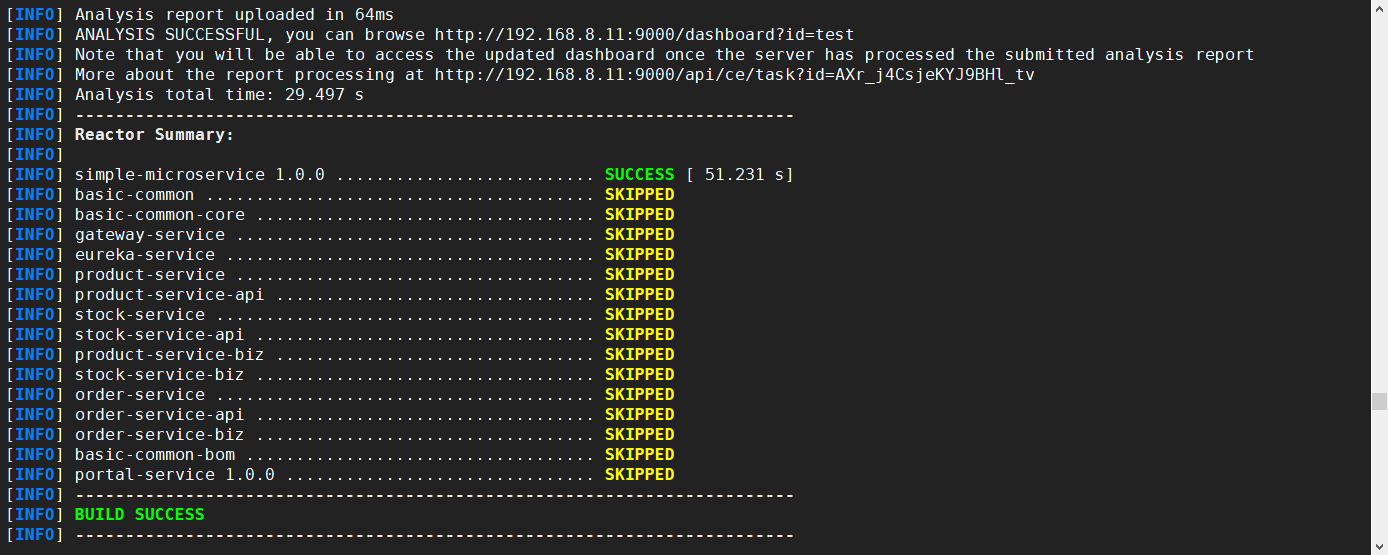 [INFO] Analysis report uploaded in 64ms
[INFO] ANALYSIS SUCCESSFUL, you can browse http://192.168.8.11:9000/dashboard?id=test
[INFO] Note that you will be able to access the updated dashboard once the server has processed the submitted analysis report
[INFO] More about the report processing at http://192.168.8.11:9000/api/ce/task?id=AXr_j4CsjeKYJ9BHl_tv
[INFO] Analysis total time: 29.497 s
[INFO] ------------------------------------------------------------------------
[INFO] Reactor Summary:
[INFO]
[INFO] simple-microservice 1.0.0 .......................... SUCCESS [ 51.231 s]
[INFO] basic-common ....................................... SKIPPED
[INFO] basic-common-core .................................. SKIPPED
[INFO] gateway-service .................................... SKIPPED
[INFO] eureka-service ..................................... SKIPPED
[INFO] product-service .................................... SKIPPED
[INFO] product-service-api ................................ SKIPPED
[INFO] stock-service ...................................... SKIPPED
[INFO] stock-service-api .................................. SKIPPED
[INFO] product-service-biz ................................ SKIPPED
[INFO] stock-service-biz .................................. SKIPPED
[INFO] order-service ...................................... SKIPPED
[INFO] order-service-api .................................. SKIPPED
[INFO] order-service-biz .................................. SKIPPED
[INFO] basic-common-bom ................................... SKIPPED
[INFO] portal-service 1.0.0 ............................... SKIPPED
[INFO] ------------------------------------------------------------------------
[INFO] BUILD SUCCESS
[INFO] ------------------------------------------------------------------------